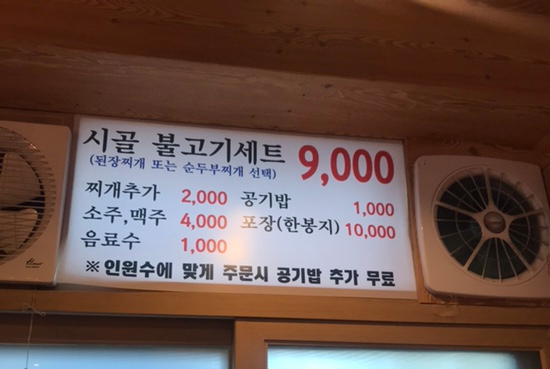 시골 불고기세트 9,000
(된장찌개 또는 순두부찌개 선택)
찌개추가 2,000 공기밥 1,000
소주,맥주 4,000 포장(한봉지) 10,000
음료수 1,000
※인원수에 맞게 주문시 공기밥 추가 무료